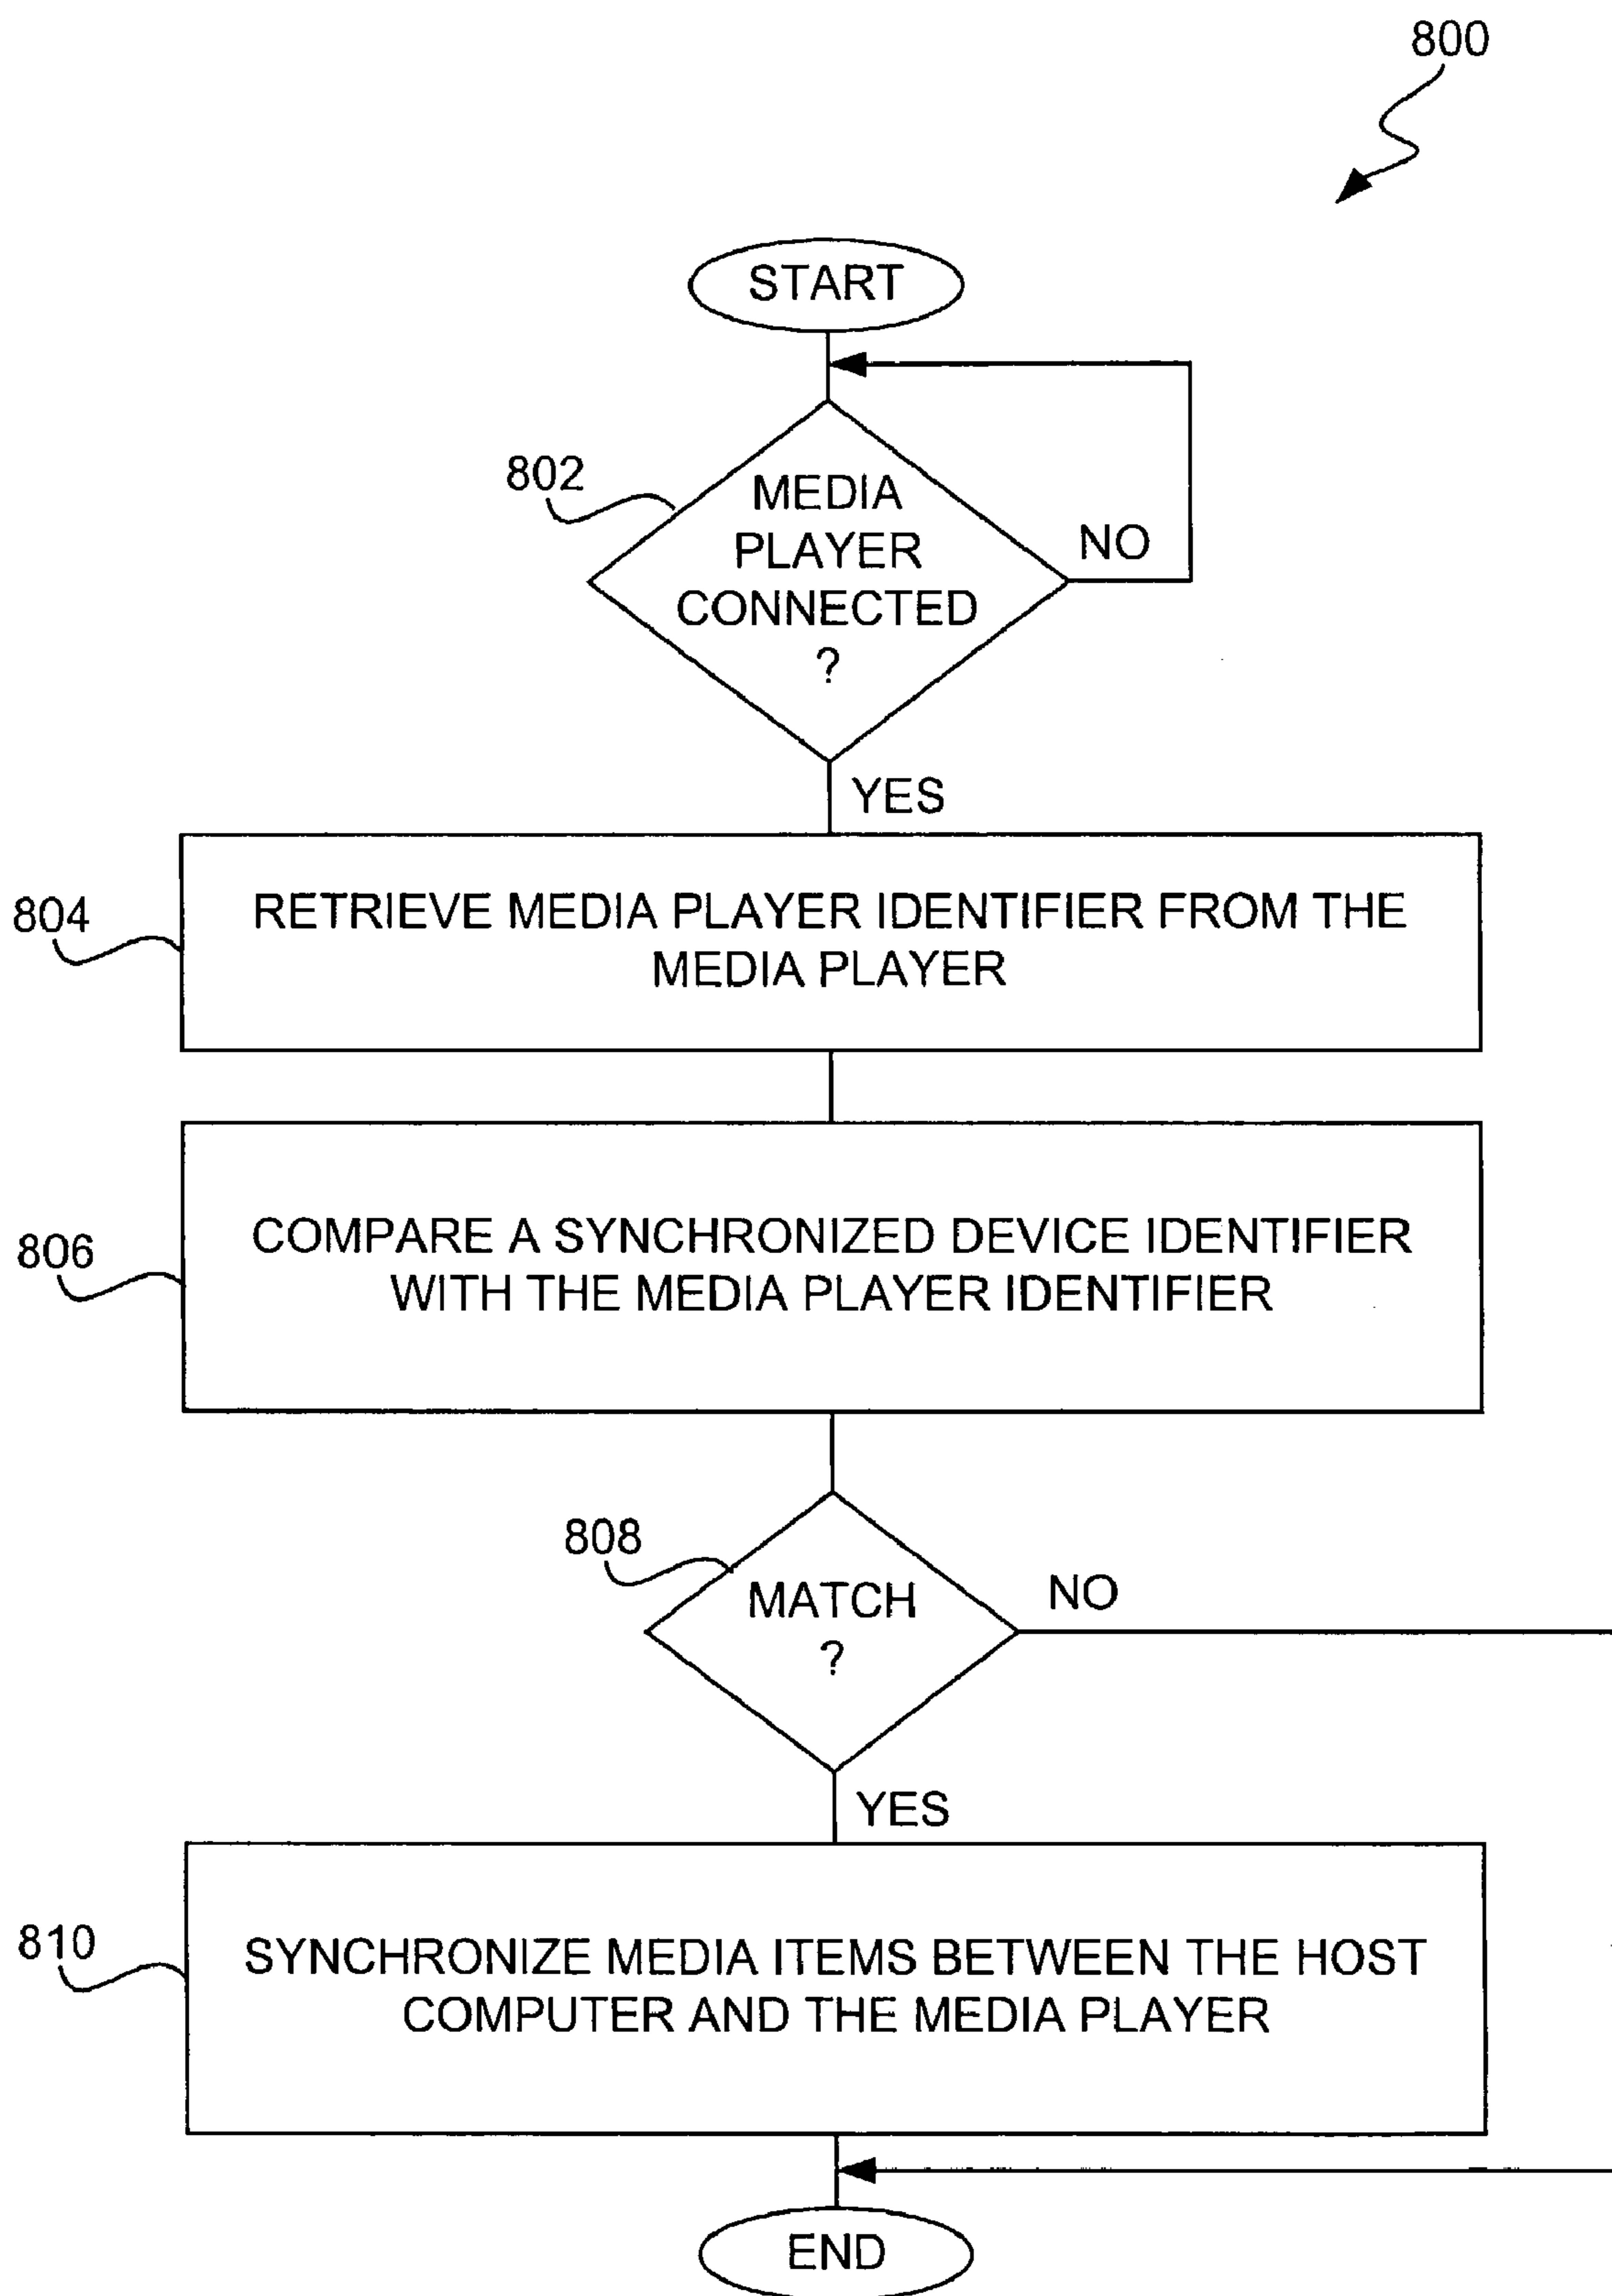 800
START
802
MEDIA
PLAYER
CONNECTED
?
NO
YES
804
RETRIEVE MEDIA PLAYER IDENTIFIER FROM THE
MEDIA PLAYER
806
COMPARE A SYNCHRONIZED DEVICE IDENTIFIER
WITH THE MEDIA PLAYER IDENTIFIER
808
MATCH
?
NO
YES
810
SYNCHRONIZE MEDIA ITEMS BETWEEN THE HOST
COMPUTER AND THE MEDIA PLAYER
END